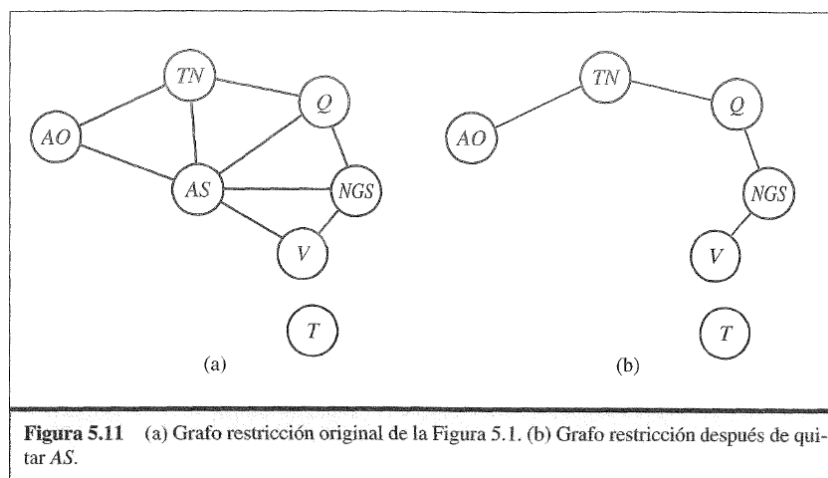 TN
Q
AO
AS
NGS
V
T
(a)
TN
Q
AO
NGS
V
T
(b)
Figura 5.11 (a) Grafo restricción original de la Figura 5.1. (b) Grafo restricción después de qui-
tar AS.